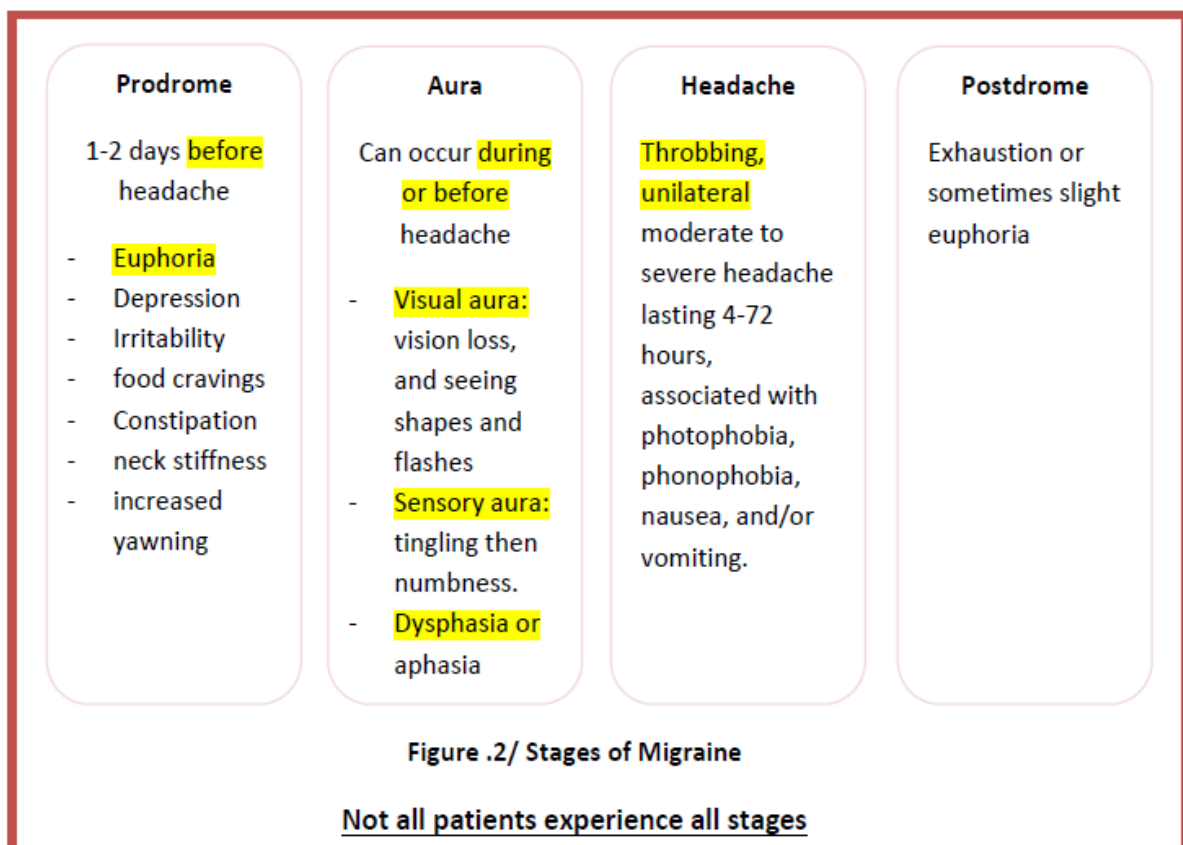 Prodrome
1-2 days before
headache
- Euphoria
- Depression
- Irritability
- food cravings
- Constipation
- neck stiffness
- increased
yawning
Aura
Can occur during
or before
headache
- Visual aura:
vision loss,
and seeing
shapes and
flashes
- Sensory aura:
tingling then
numbness.
- Dysphasia or
aphasia
Headache
Throbbing,
unilateral
moderate to
severe headache
lasting 4-72
hours,
associated with
photophobia,
phonophobia,
nausea, and/or
vomiting.
Postdrome
Exhaustion or
sometimes slight
euphoria
Figure .2/ Stages of Migraine
Not all patients experience all stages